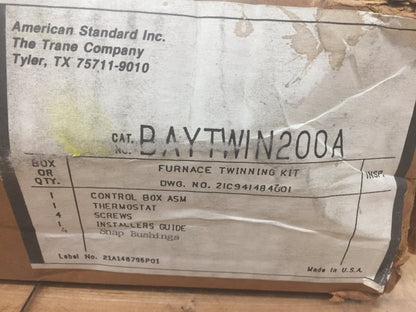 American Standard Inc.
The Trane Company
Tyler, TX 75711-9010
CAT. NO. BAYTWIN200A
BOX OR QTY. FURNACE TWINNING KIT INSP.
DWG. NO. 21C941484G01
1 CONTROL BOX ASM
1 THERMOSTAT
4 SCREWS
1 INSTALLERS GUIDE
4 Snap Bushings
Label No. 21A146795P01 Made in U.S.A.